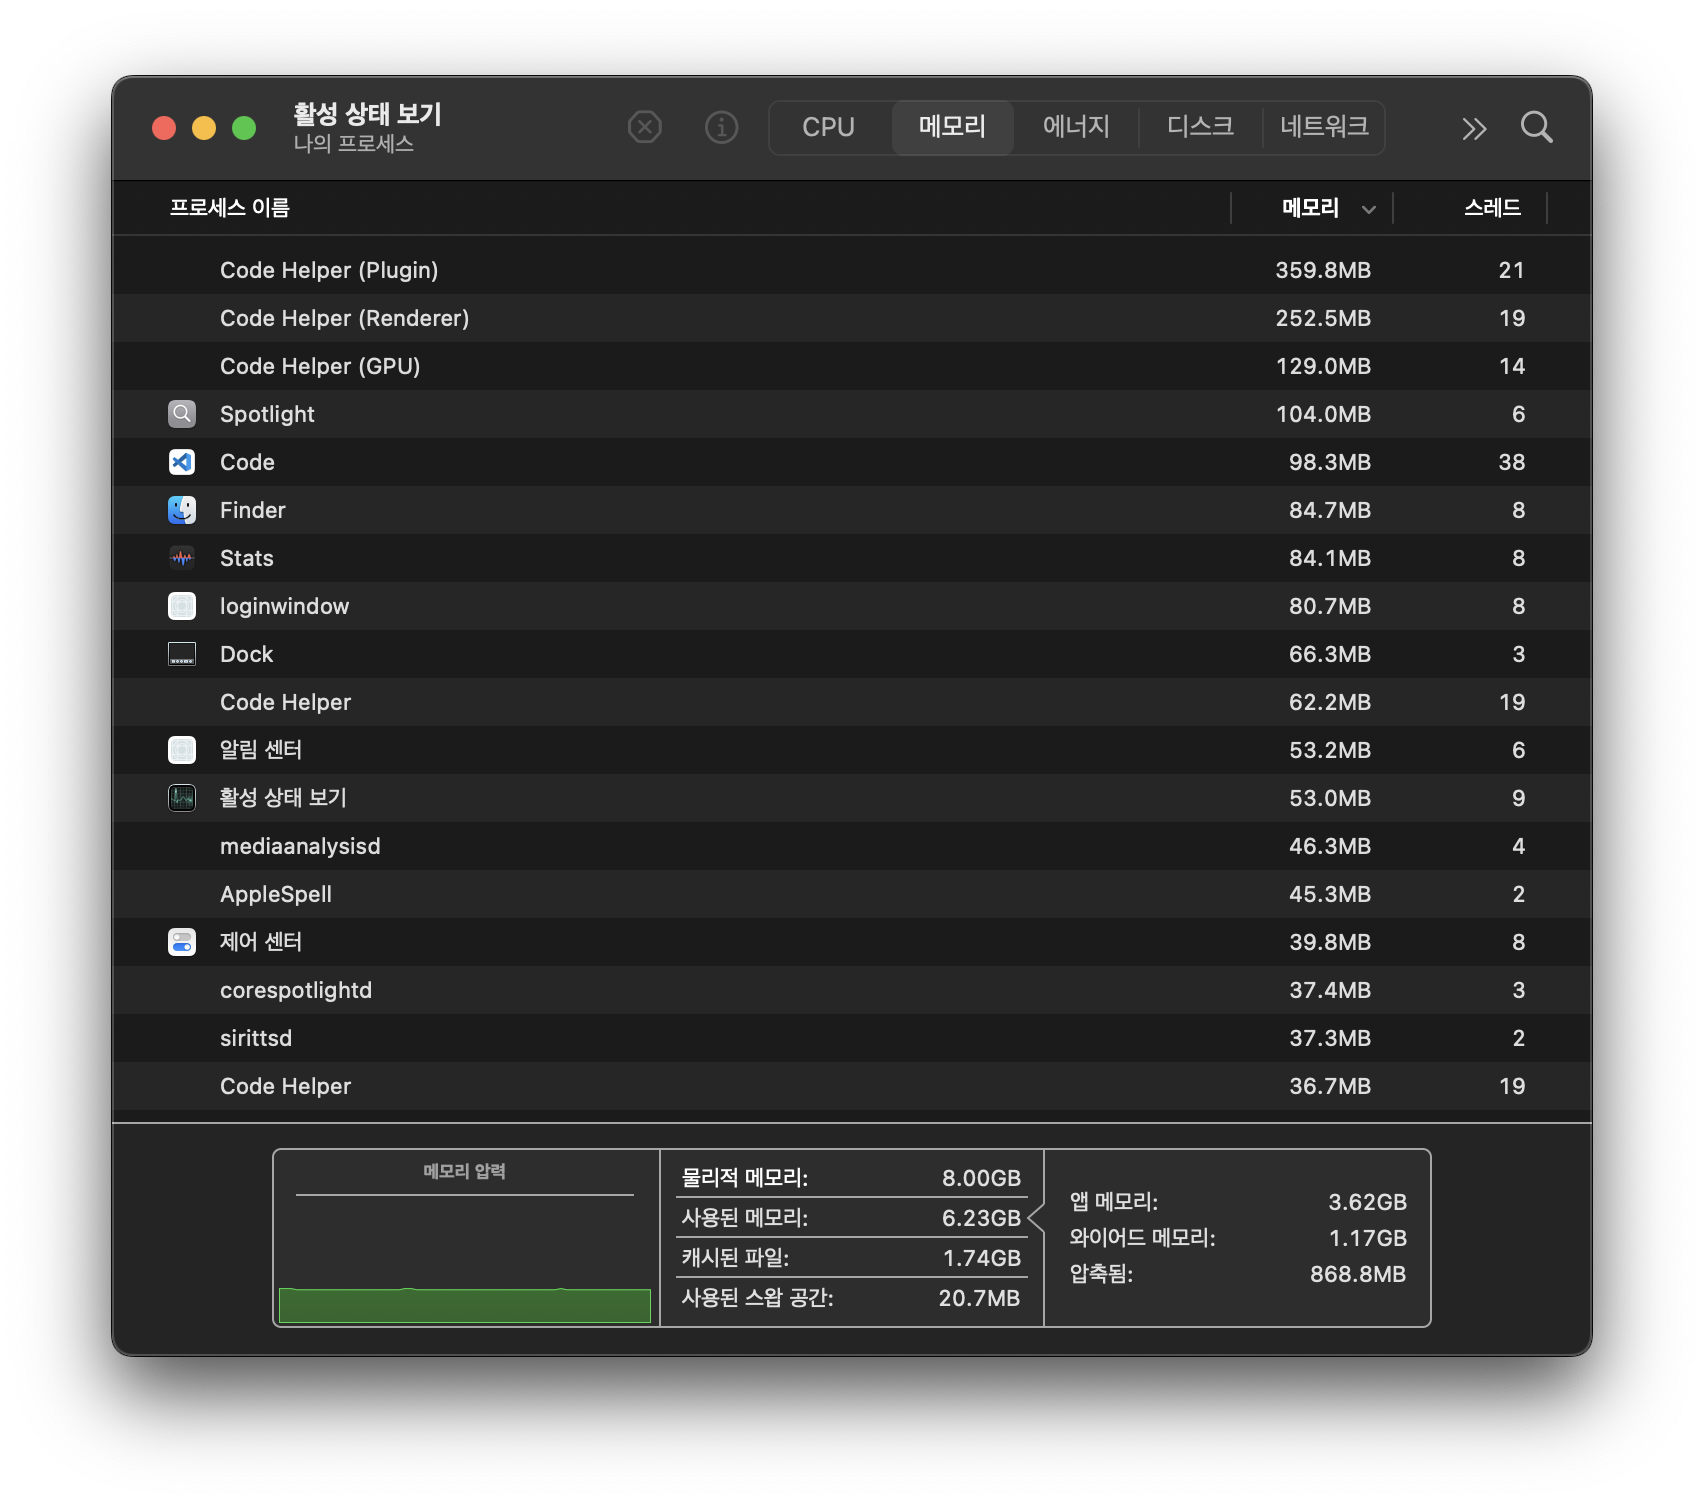 활성 상태 보기
나의 프로세스
CPU 메모리 에너지 디스크 네트워크
프로세스 이름 메모리 스레드
Code Helper (Plugin) 359.8MB 21
Code Helper (Renderer) 252.5MB 19
Code Helper (GPU) 129.0MB 14
Spotlight 104.0MB 6
Code 98.3MB 38
Finder 84.7MB 8
Stats 84.1MB 8
loginwindow 80.7MB 8
Dock 66.3MB 3
Code Helper 62.2MB 19
알림 센터 53.2MB 6
활성 상태 보기 53.0MB 9
mediaanalysisd 46.3MB 4
AppleSpell 45.3MB 2
제어 센터 39.8MB 8
corespotlightd 37.4MB 3
sirittsd 37.3MB 2
Code Helper 36.7MB 19
메모리 압력
물리적 메모리: 8.00GB
사용된 메모리: 6.23GB
캐시된 파일: 1.74GB
사용된 스왑 공간: 20.7MB
앱 메모리: 3.62GB
와이어드 메모리: 1.17GB
압축됨: 868.8MB